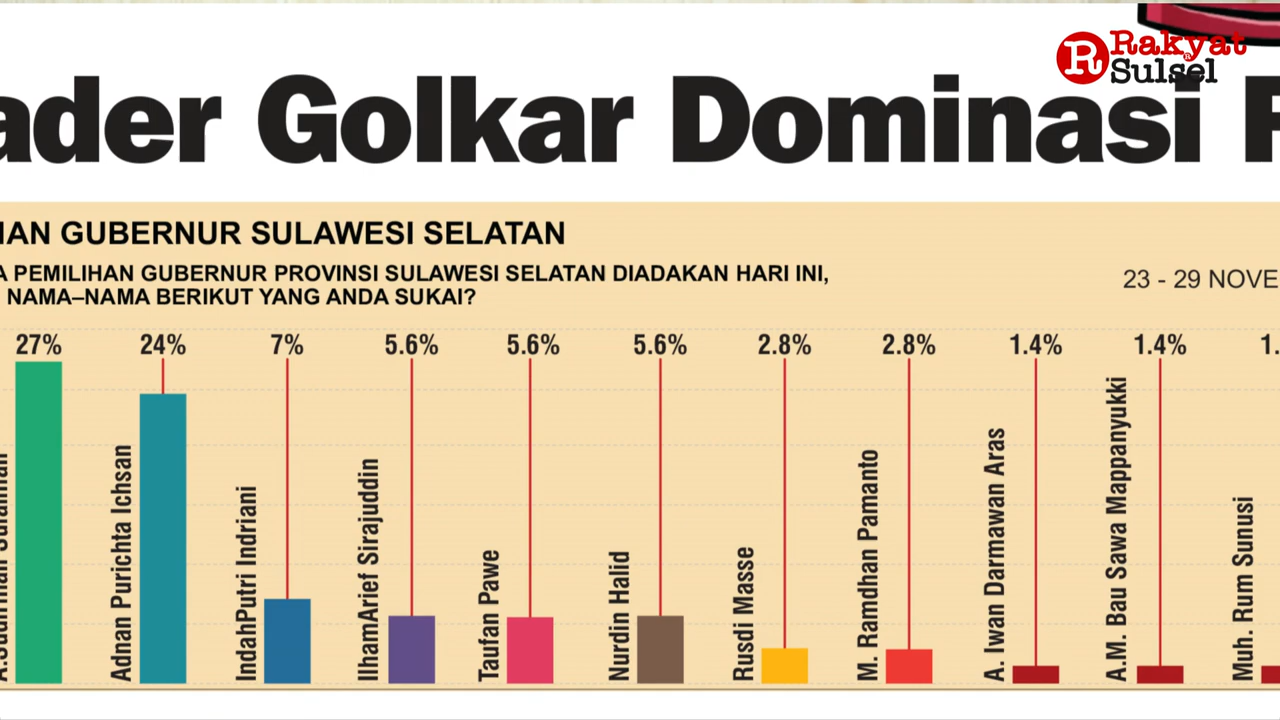 Rakyat
Sulsel
ader Golkar Dominasi F
IAN GUBERNUR SULAWESI SELATAN
A PEMILIHAN GUBERNUR PROVINSI SULAWESI SELATAN DIADAKAN HARI INI,
NAMA–NAMA BERIKUT YANG ANDA SUKAI?
23 - 29 NOVE
27%
24%
7%
5.6%
5.6%
5.6%
2.8%
2.8%
1.4%
1.4%
1.
Adnan Purichta Ichsan
IndahPutri Indriani
IlhamArief Sirajuddin
Taufan Pawe
Nurdin Halid
Rusdi Masse
M. Ramdhan Pamanto
A. Iwan Darmawan Aras
A.M. Bau Sawa Mappanyukki
Muh. Rum Sunusi